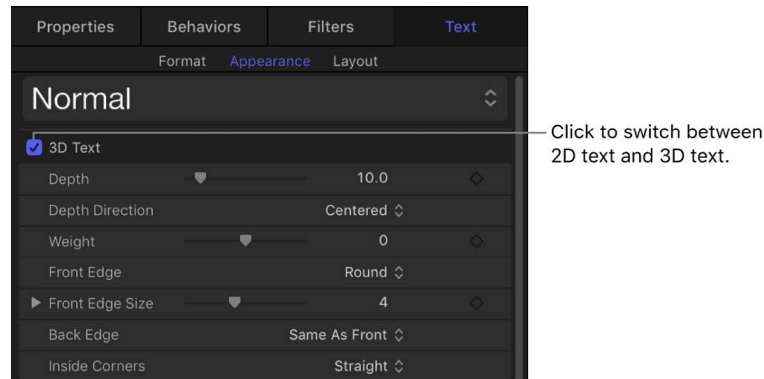 Properties Behaviors Filters Text
Format Appearance Layout
Normal
3D Text
Click to switch between
2D text and 3D text.
Depth 10.0
Depth Direction Centered
Weight 0
Front Edge Round
Front Edge Size 4
Back Edge Same As Front
Inside Corners Straight